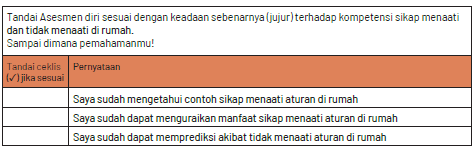 Tandai Asesmen diri sesuai dengan keadaan sebenarnya (jujur) terhadap kompetensi sikap menaati
dan tidak menaati di rumah.
Sampai dimana pemahamanmu!
Tandai ceklis
(✓) jika sesuai
Pernyataan
Saya sudah mengetahui contoh sikap menaati aturan di rumah
Saya sudah dapat menguraikan manfaat sikap menaati aturan di rumah
Saya sudah dapat memprediksi akibat tidak menaati aturan di rumah